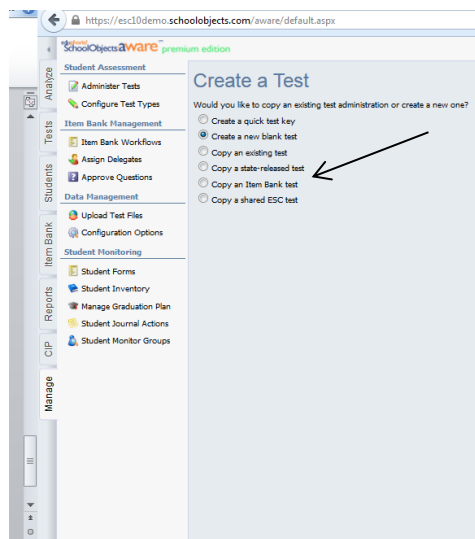 https://esc10demo.schoolobjects.com/aware/default.aspx
SchoolObjects:aware premium edition
Analyze
Tests
Students
Item Bank
Reports
CIP
Manage
Student Assessment
Administer Tests
Configure Test Types
Item Bank Management
Item Bank Workflows
Assign Delegates
Approve Questions
Data Management
Upload Test Files
Configuration Options
Student Monitoring
Student Forms
Student Inventory
Manage Graduation Plan
Student Journal Actions
Student Monitor Groups
Create a Test
Would you like to copy an existing test administration or create a new one?
Create a quick test key
Create a new blank test
Copy an existing test
Copy a state-released test
Copy an Item Bank test
Copy a shared ESC test